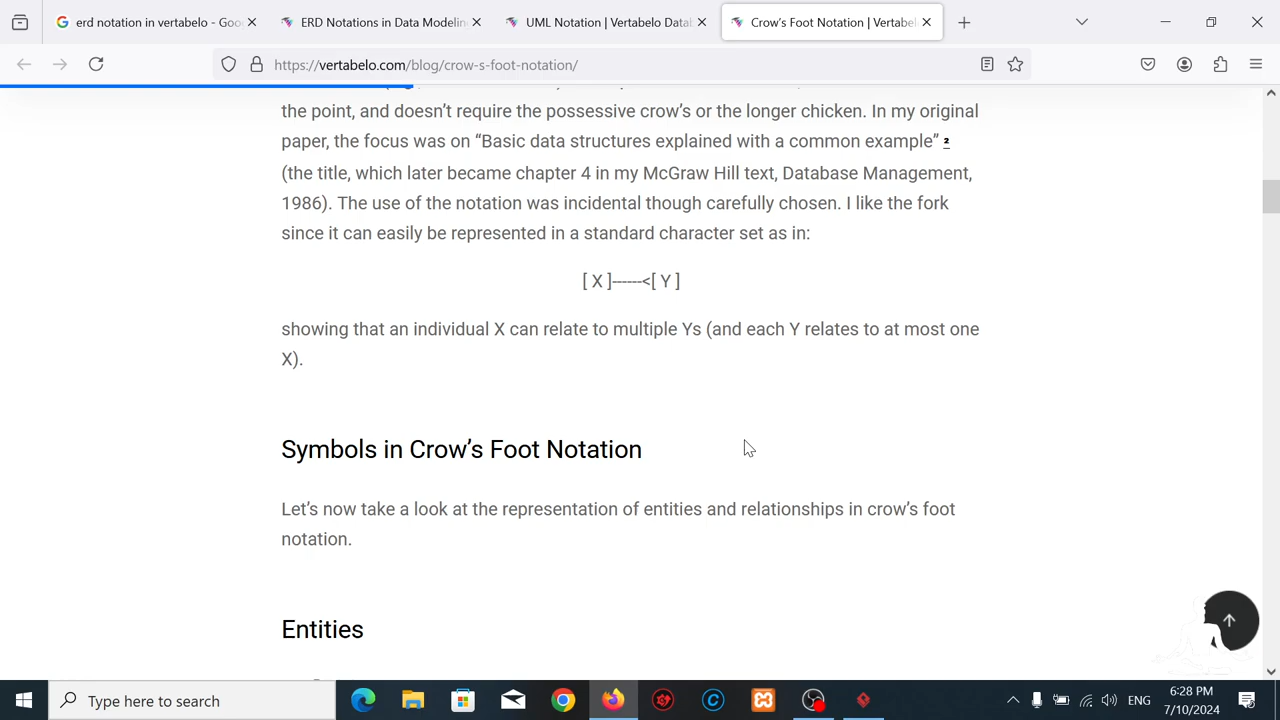 erd notation in vertabelo - Goo
ERD Notations in Data Modelin
UML Notation | Vertabelo Datab
Crow's Foot Notation | Vertabel
https://vertabelo.com/blog/crow-s-foot-notation/
the point, and doesn't require the possessive crow's or the longer chicken. In my original
paper, the focus was on “Basic data structures explained with a common example” 2
(the title, which later became chapter 4 in my McGraw Hill text, Database Management,
1986). The use of the notation was incidental though carefully chosen. I like the fork
since it can easily be represented in a standard character set as in:
[ X ]------<[ Y ]
showing that an individual X can relate to multiple Ys (and each Y relates to at most one
X).
Symbols in Crow's Foot Notation
Let's now take a look at the representation of entities and relationships in crow's foot
notation.
Entities
Type here to search
ENG
6:28 PM
7/10/2024